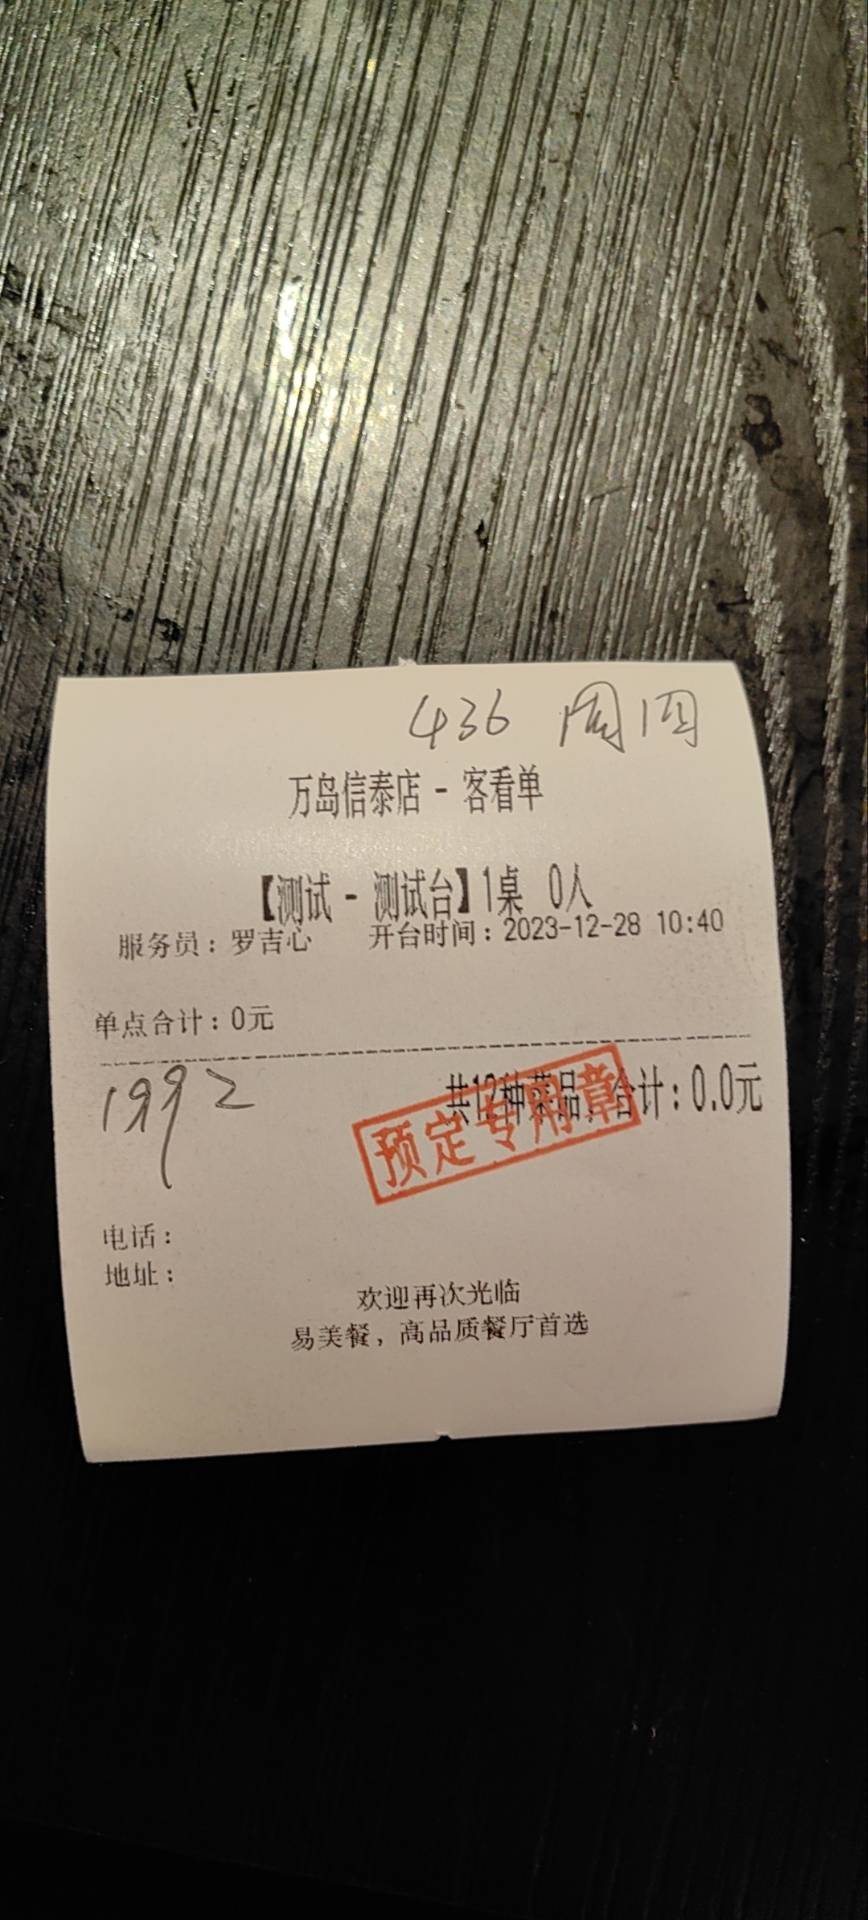 436 周四
万岛信泰店 - 客看单
【测试 - 测试台】1桌 0人
服务员：罗吉心 开台时间：2023-12-28 10:40
单点合计：0元
共12种菜品，合计：0.0元
1992
预定专用章
电话：
地址：
欢迎再次光临
易美餐，高品质餐厅首选